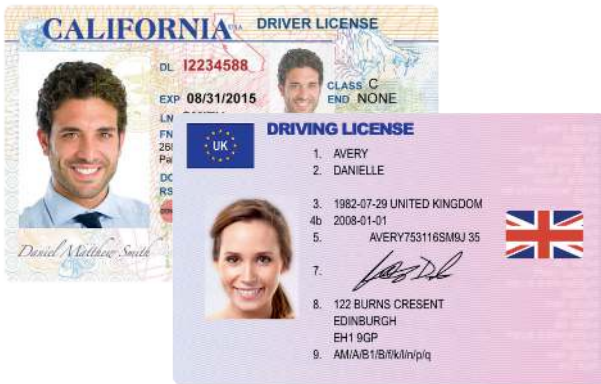 CALIFORNIA USA DRIVER LICENSE
DL I2234588
EXP 08/31/2015
CLASS C
END NONE
LN
FN
Daniel Matthew Smith
UK
DRIVING LICENSE
1. AVERY
2. DANIELLE
3. 1982-07-29 UNITED KINGDOM
4b 2008-01-01
5. AVERY753116SM9J 35
7.
8. 122 BURNS CRESENT
EDINBURGH
EH1 9GP
9. AM/A/B1/B/f/k/l/n/p/q